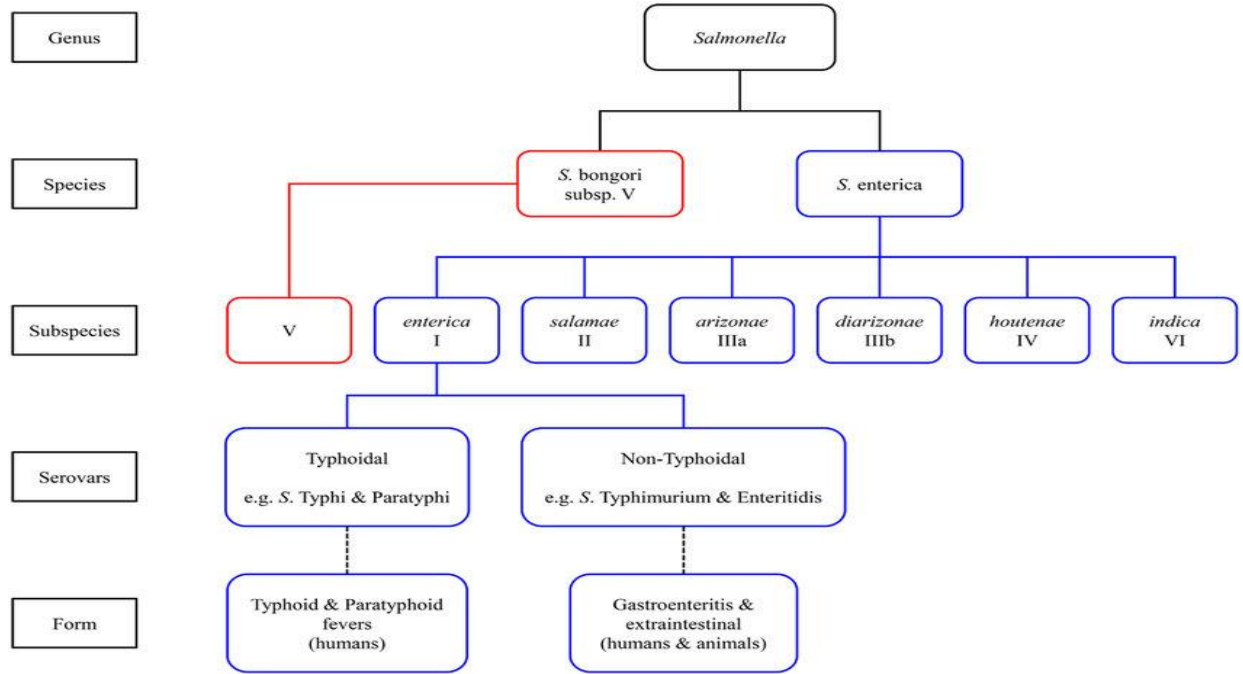 Genus
Salmonella
Species
S. bongori
subsp. V
S. enterica
Subspecies
V
enterica
I
salamae
II
arizonae
IIIa
diarizonae
IIIb
houtenae
IV
indica
VI
Serovars
Typhoidal
e.g. S. Typhi & Paratyphi
Non-Typhoidal
e.g. S. Typhimurium & Enteritidis
Form
Typhoid & Paratyphoid
fevers
(humans)
Gastroenteritis &
extraintestinal
(humans & animals)